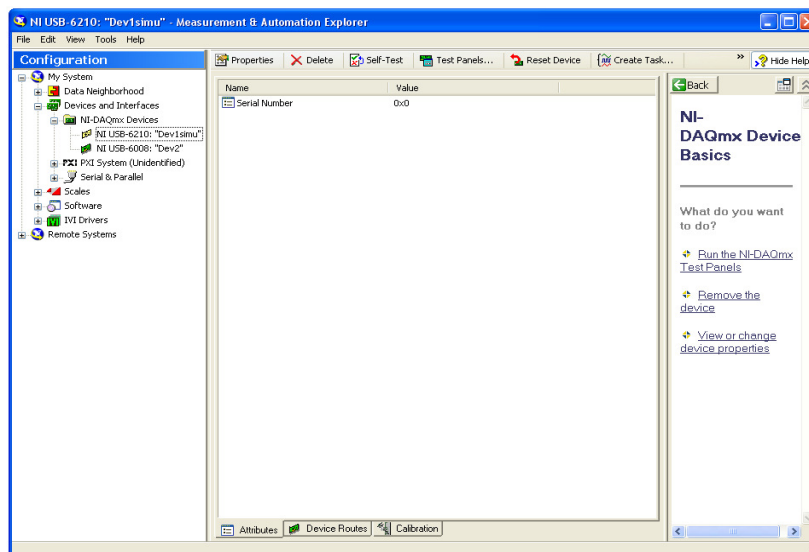 NI USB-6210: "Dev1simu" - Measurement & Automation Explorer
File Edit View Tools Help
Configuration
Properties Delete Self-Test Test Panels... Reset Device Create Task... » Hide Help
My System
Data Neighborhood
Devices and Interfaces
NI-DAQmx Devices
NI USB-6210: "Dev1simu"
NI USB-6008: "Dev2"
PXI PXI System (Unidentified)
Serial & Parallel
Scales
Software
IVI Drivers
Remote Systems
Name Value
Serial Number 0x0
Attributes Device Routes Calibration
Back
NI-
DAQmx Device
Basics
What do you want
to do?
Run the NI-DAQmx
Test Panels
Remove the
device
View or change
device properties